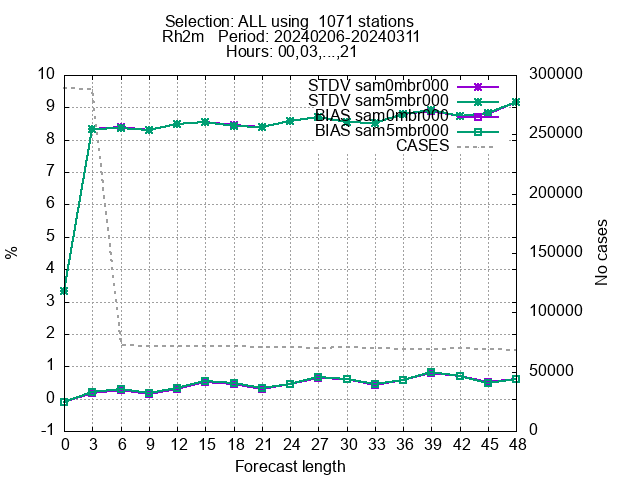 Selection: ALL using  1071 stations
Rh2m   Period: 20240206-20240311
Hours: 00,03,...,21
STDV sam0mbr000
STDV sam5mbr000
BIAS sam0mbr000
BIAS sam5mbr000
CASES
10
9
8
7
6
5
4
3
2
1
0
-1
%
300000
250000
200000
150000
100000
50000
0
No cases
0 3 6 9 12 15 18 21 24 27 30 33 36 39 42 45 48
Forecast length